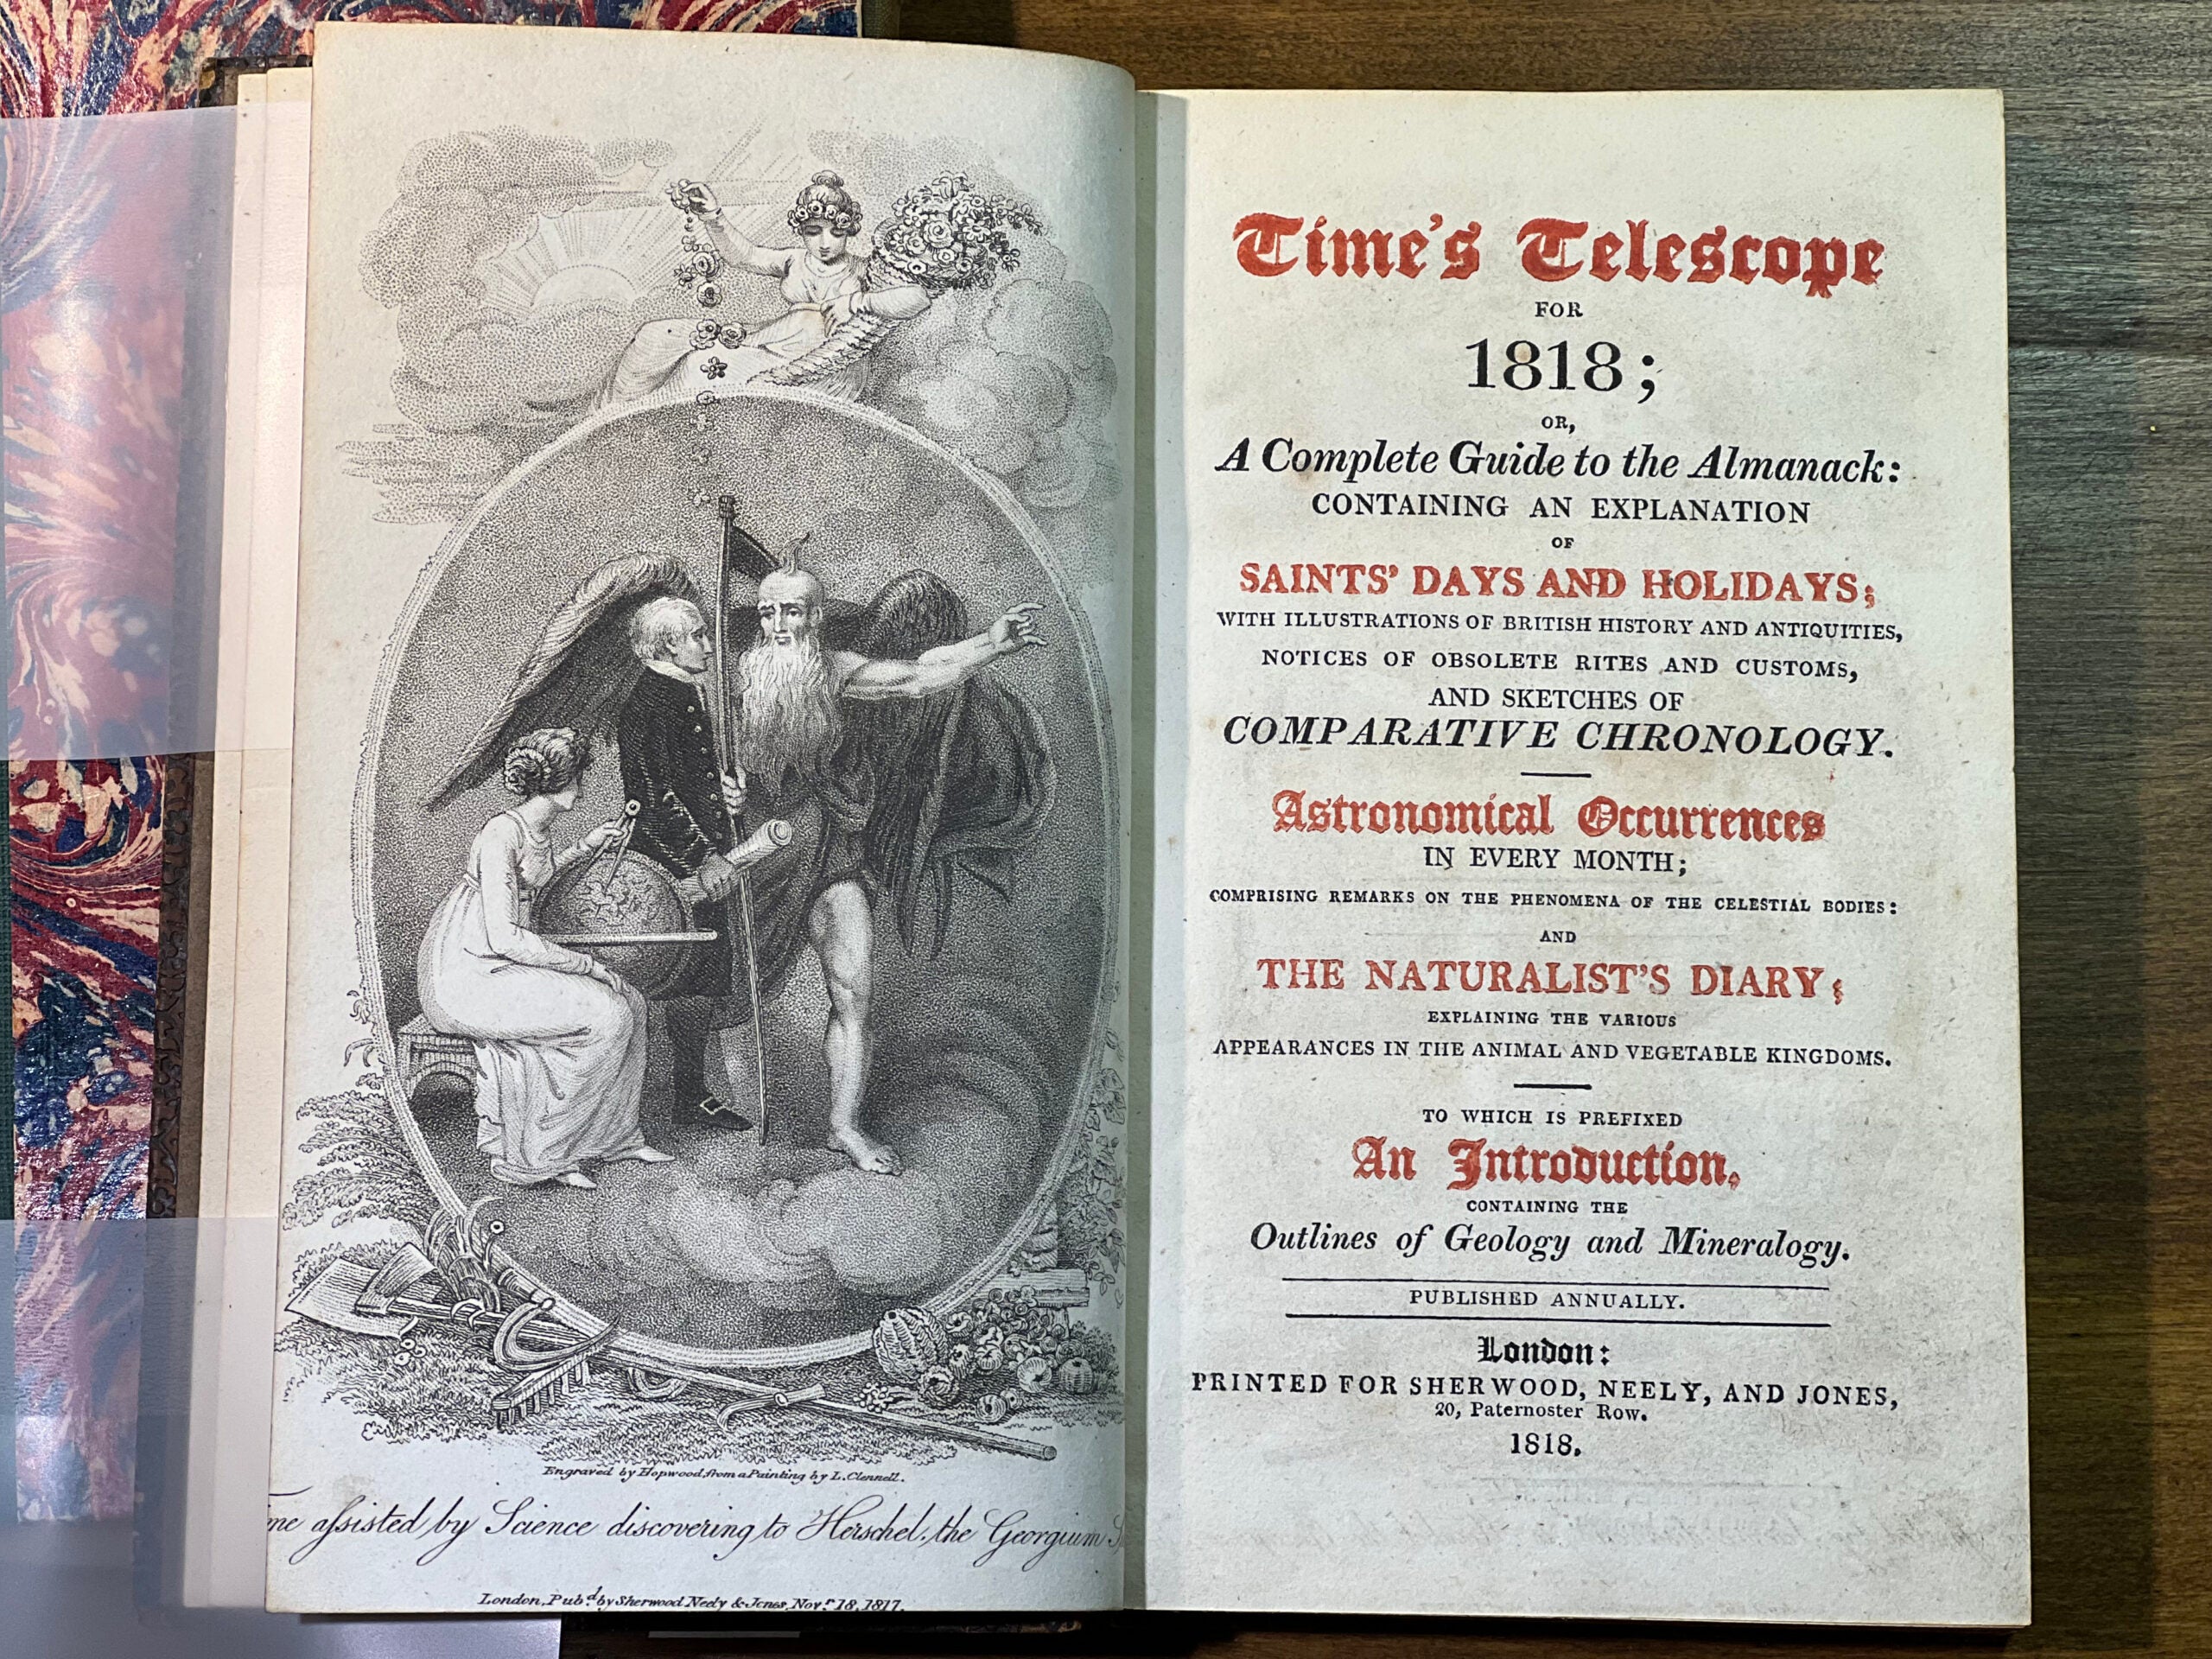 Engraved by Hopwood, from a Painting by L. Clennell.
me aſsisted by Science discovering to Herschel, the Georgium
London, Pub.d by Sherwood Neely & Jones, Nov.r 18, 1817.
Time's Telescope
FOR
1818;
OR,
A Complete Guide to the Almanack:
CONTAINING AN EXPLANATION
OF
SAINTS' DAYS AND HOLIDAYS;
WITH ILLUSTRATIONS OF BRITISH HISTORY AND ANTIQUITIES,
NOTICES OF OBSOLETE RITES AND CUSTOMS,
AND SKETCHES OF
COMPARATIVE CHRONOLOGY.
Astronomical Occurrences
IN EVERY MONTH;
COMPRISING REMARKS ON THE PHENOMENA OF THE CELESTIAL BODIES:
AND
THE NATURALIST'S DIARY;
EXPLAINING THE VARIOUS
APPEARANCES IN THE ANIMAL AND VEGETABLE KINGDOMS.
TO WHICH IS PREFIXED
An Introduction,
CONTAINING THE
Outlines of Geology and Mineralogy.
PUBLISHED ANNUALLY.
London:
PRINTED FOR SHERWOOD, NEELY, AND JONES,
20, Paternoster Row.
1818.